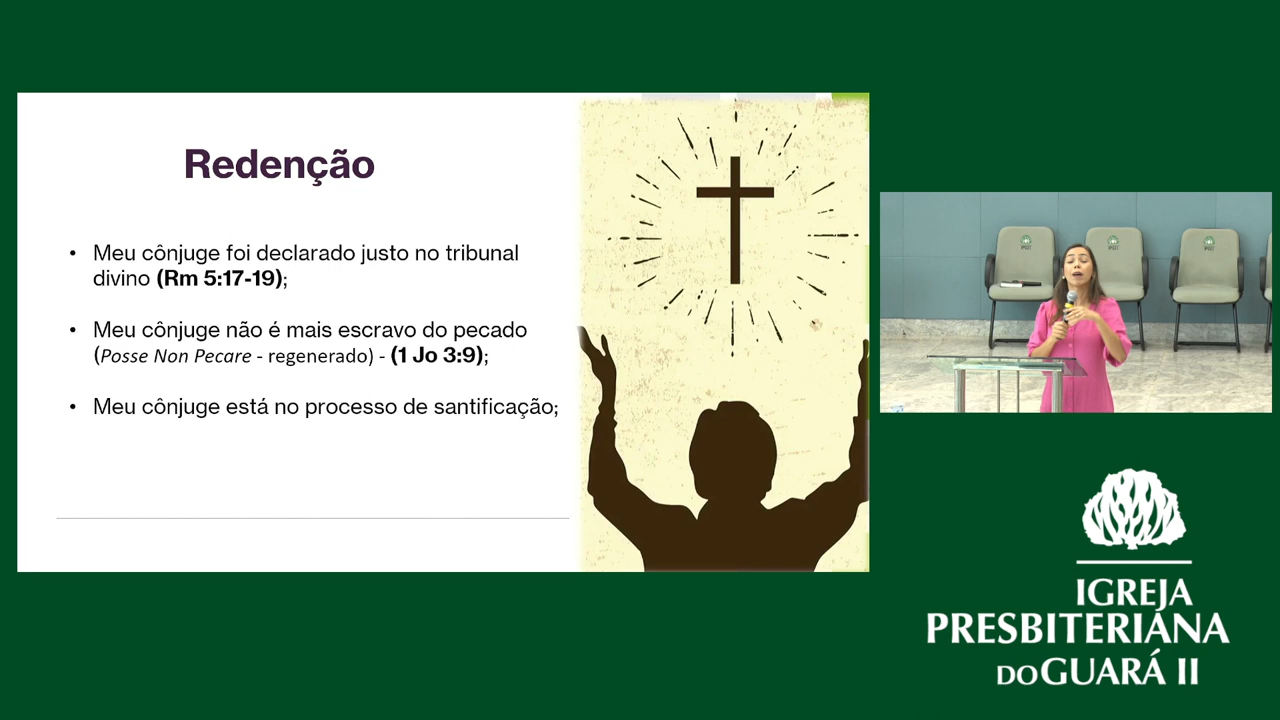 Redenção
• Meu cônjuge foi declarado justo no tribunal
divino (Rm 5:17-19);
• Meu cônjuge não é mais escravo do pecado
(Posse Non Pecare - regenerado) - (1 Jo 3:9);
• Meu cônjuge está no processo de santificação;
IGREJA
PRESBITERIANA
DO GUARÁ II